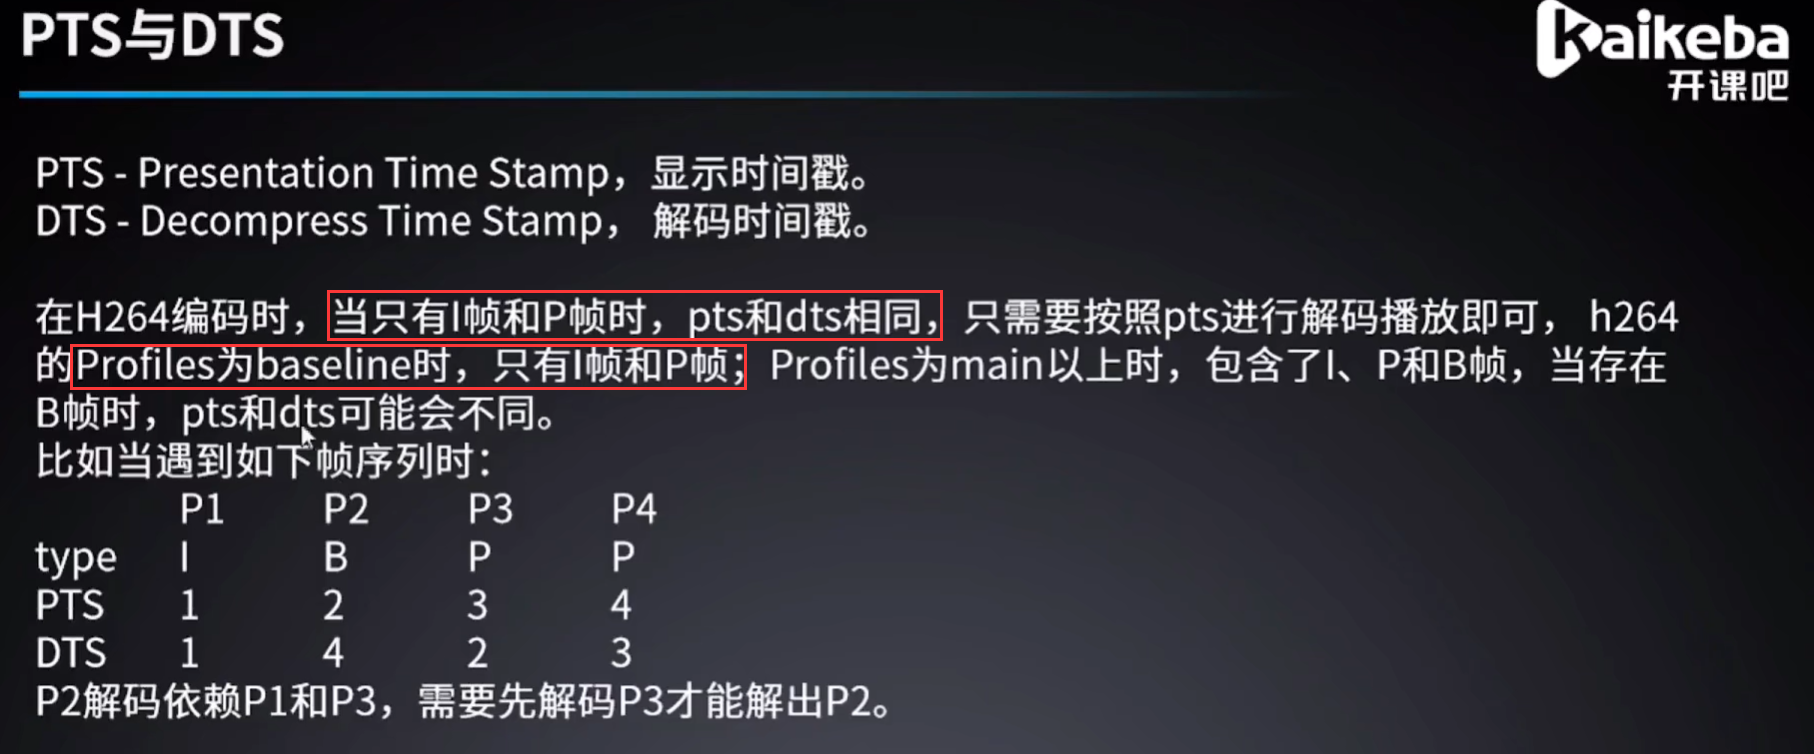 PTS与DTS
Kaikeba
开课吧
PTS - Presentation Time Stamp，显示时间戳。
DTS - Decompress Time Stamp， 解码时间戳。
在H264编码时，当只有I帧和P帧时，pts和dts相同，只需要按照pts进行解码播放即可， h264
的Profiles为baseline时，只有I帧和P帧；Profiles为main以上时，包含了I、P和B帧，当存在
B帧时，pts和dts可能会不同。
比如当遇到如下帧序列时：
P1 P2 P3 P4
type I B P P
PTS 1 2 3 4
DTS 1 4 2 3
P2解码依赖P1和P3，需要先解码P3才能解出P2。